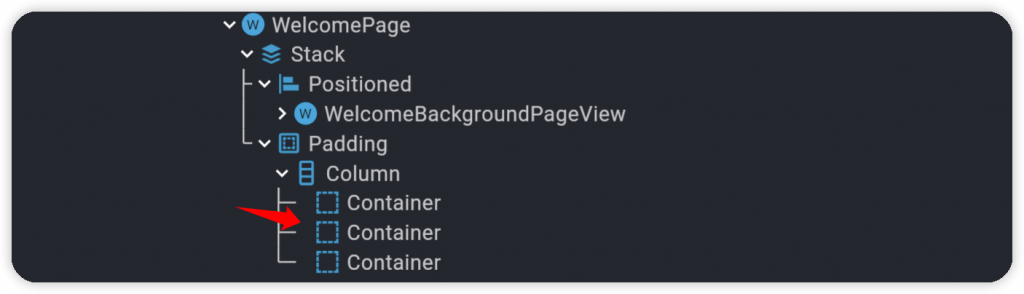 W WelcomePage
Stack
Positioned
W WelcomeBackgroundPageView
Padding
Column
Container
Container
Container